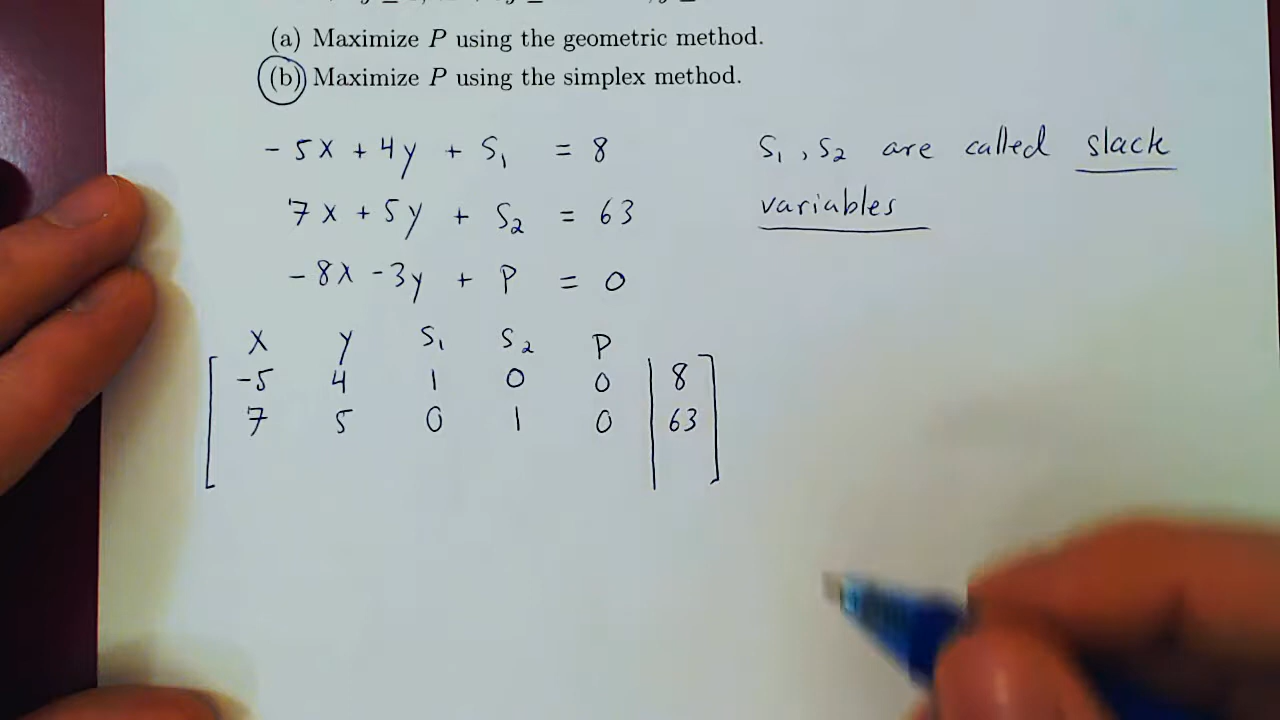 (a) Maximize P using the geometric method.
(b) Maximize P using the simplex method.
- 5x + 4y + S₁ = 8
7x + 5y + S₂ = 63
- 8x - 3y + P = 0
S₁, S₂ are called slack
variables
X y S₁ S₂ P
-5 4 1 0 0 8
7 5 0 1 0 63